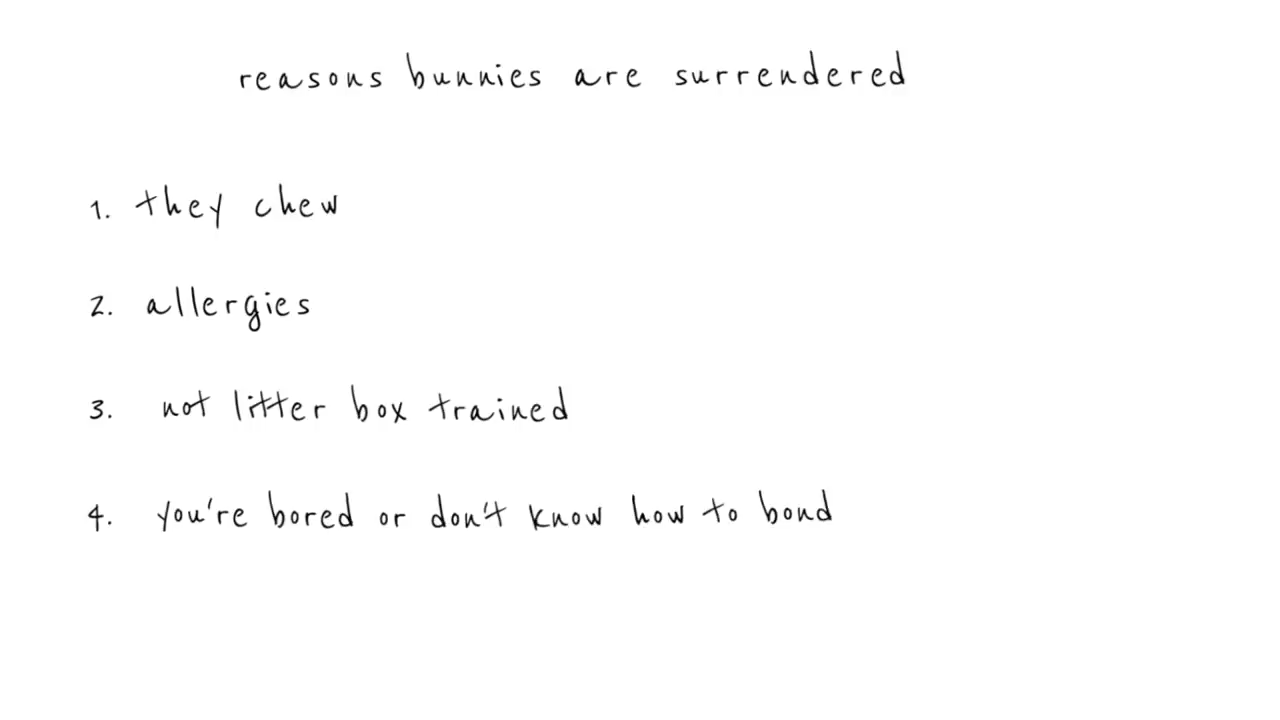 reasons bunnies are surrendered
1. they chew
2. allergies
3. not litter box trained
4. you're bored or don't know how to bond